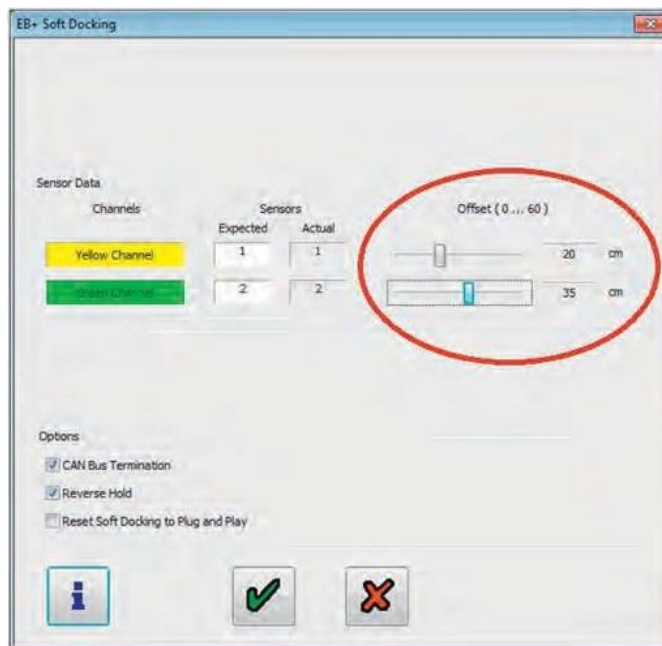 EB+ Soft Docking
Sensor Data
Channels Sensors Offset ( 0 ... 60 )
Expected Actual
Yellow Channel 1 1 20 cm
Green Channel 2 2 35 cm
Options
CAN Bus Termination
Reverse Hold
Reset Soft Docking to Plug and Play